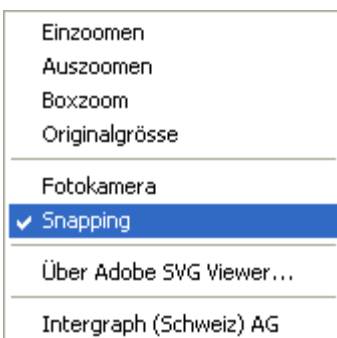 Einzoomen
Auszoomen
Boxzoom
Originalgrösse
Fotokamera
Snapping
Über Adobe SVG Viewer...
Intergraph (Schweiz) AG